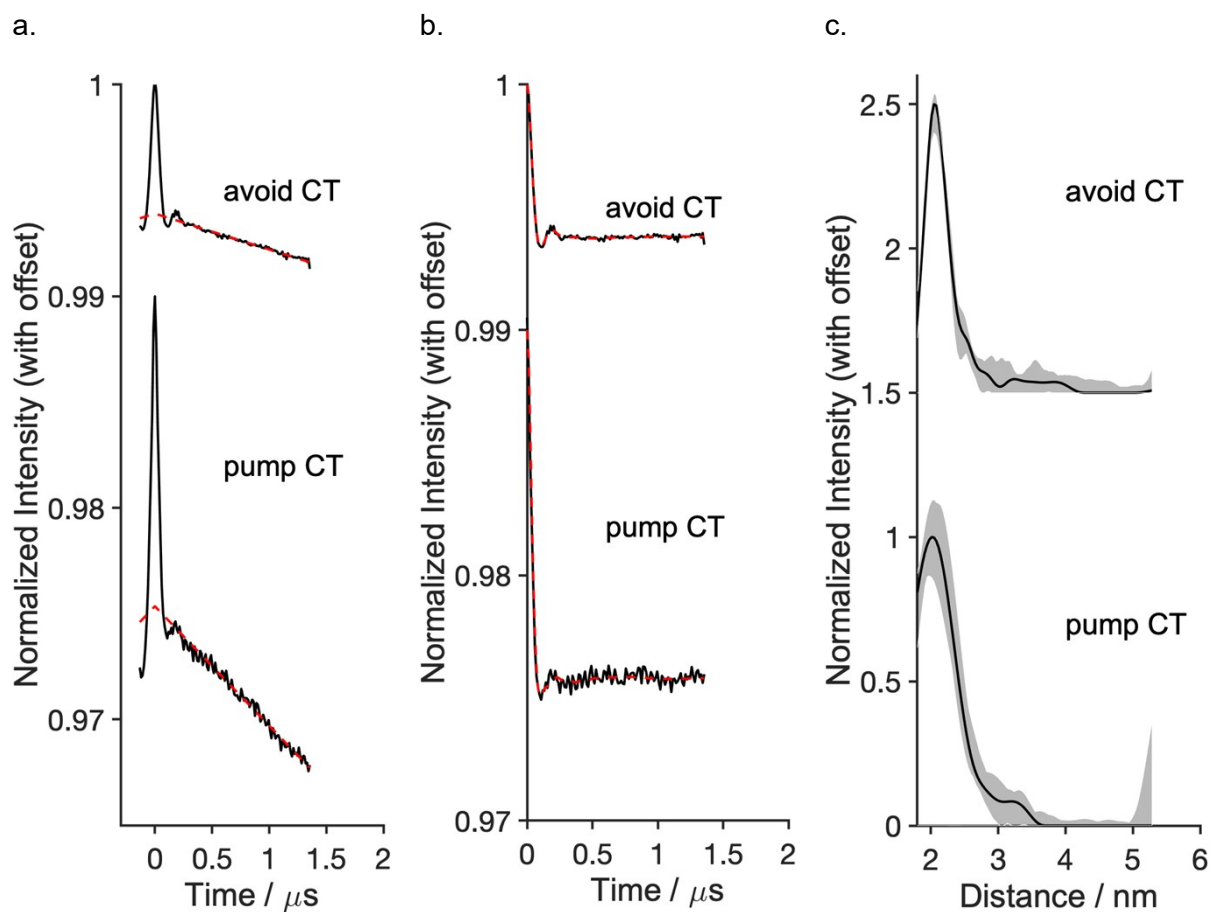 a.
b.
c.
Normalized Intensity (with offset)
1
0.99
0.98
0.97
avoid CT
pump CT
0
0.5
1
1.5
2
Time / μs
Normalized Intensity (with offset)
1
0.99
0.98
0.97
avoid CT
pump CT
0
0.5
1
1.5
2
Time / μs
Normalized Intensity (with offset)
2.5
2
1.5
1
0.5
0
avoid CT
pump CT
2
3
4
5
6
Distance / nm